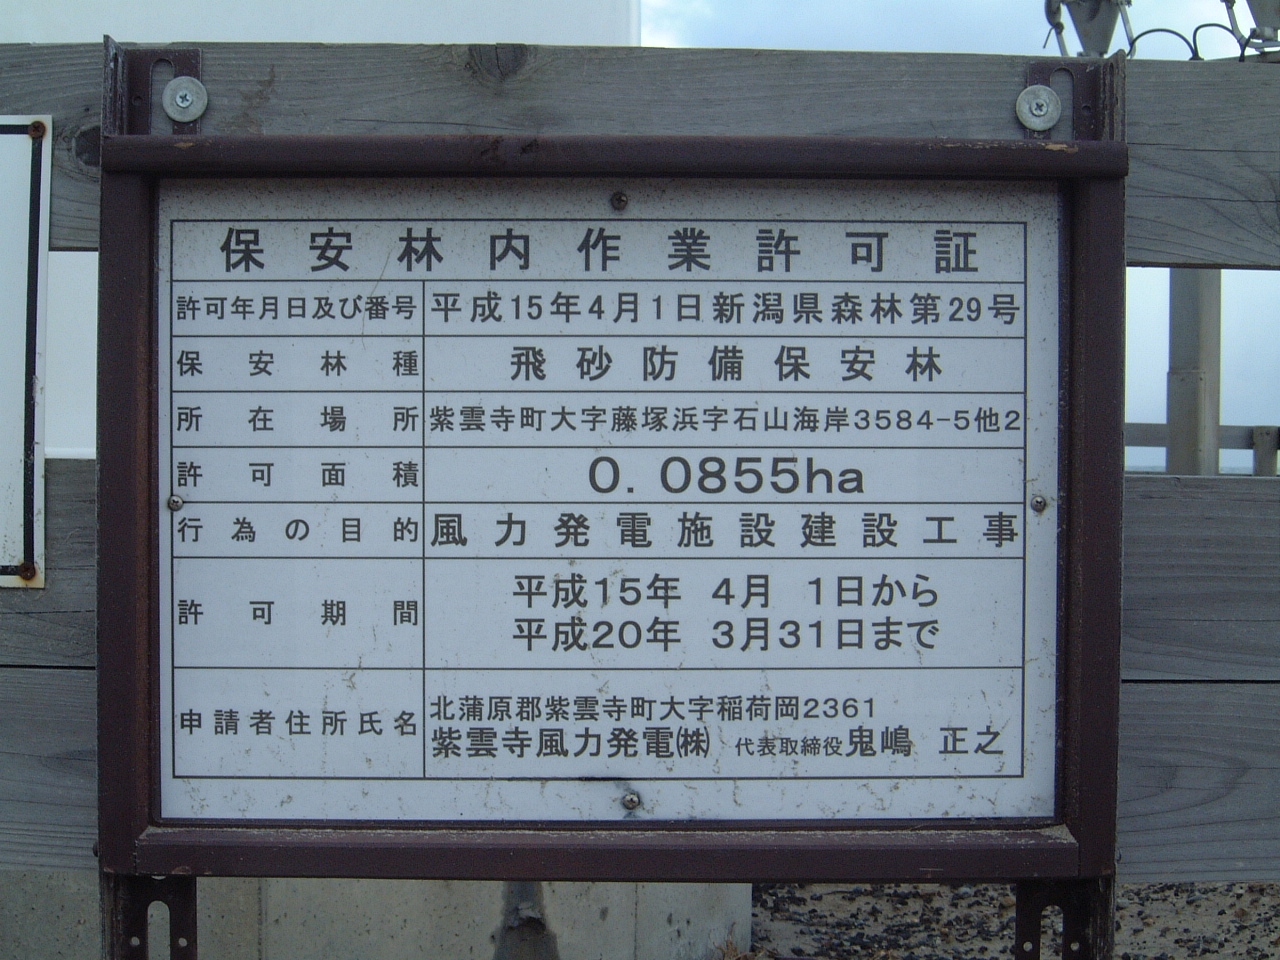 保安林内作業許可証
許可年月日及び番号 平成15年4月1日新潟県森林第29号
保安林種 飛砂防備保安林
所在場所 紫雲寺町大字藤塚浜字石山海岸3584-5他2
許可面積 0.0855ha
行為の目的 風力発電施設建設工事
許可期間 平成15年 4月 1日から
平成20年 3月31日まで
申請者住所氏名 北蒲原郡紫雲寺町大字稲荷岡2361
紫雲寺風力発電㈱ 代表取締役鬼嶋 正之